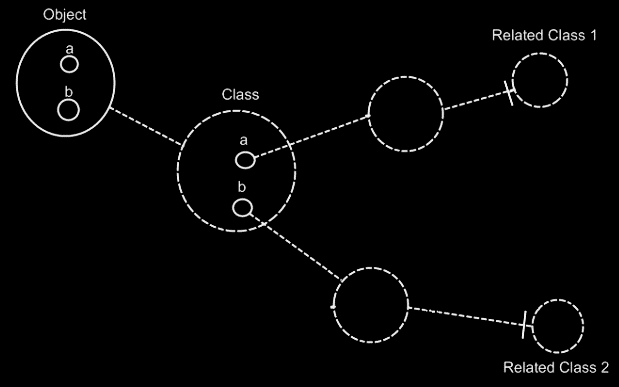 Object
a
b
Class
a
b
Related Class 1
Related Class 2